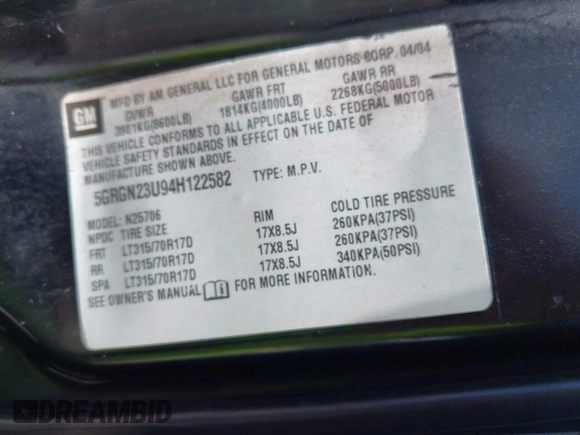 GM
MFD BY AM GENERAL LLC FOR GENERAL MOTORS CORP. 04/04
GVWR GAWR FRT GAWR RR
3901KG(8600LB) 1814KG(4000LB) 2268KG(5000LB)
THIS VEHICLE CONFORMS TO ALL APPLICABLE U.S. FEDERAL MOTOR
VEHICLE SAFETY STANDARDS IN EFFECT ON THE DATE OF
MANUFACTURE SHOWN ABOVE.
5GRGN23U94H122582 TYPE: M.P.V.
MODEL: N25706
NPDC TIRE SIZE RIM COLD TIRE PRESSURE
FRT LT315/70R17D 17X8.5J 260KPA(37PSI)
RR LT315/70R17D 17X8.5J 260KPA(37PSI)
SPA LT315/70R17D 17X8.5J 340KPA(50PSI)
SEE OWNER'S MANUAL FOR MORE INFORMATION.
DREAMBID